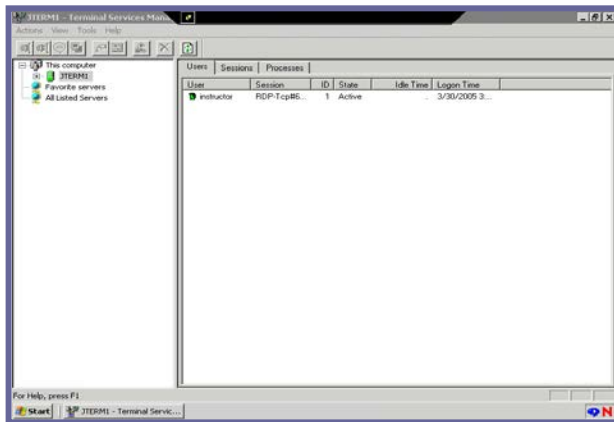 JTERM1 - Terminal Services Mana
Actions View Tools Help
This computer
JTERM1
Favorite servers
All Listed Servers
Users Sessions Processes
User Session ID State Idle Time Logon Time
instructor RDP-Tcp#6... 1 Active . 3/30/2005 3:...
For Help, press F1
Start JTERM1 - Terminal Servic...
N